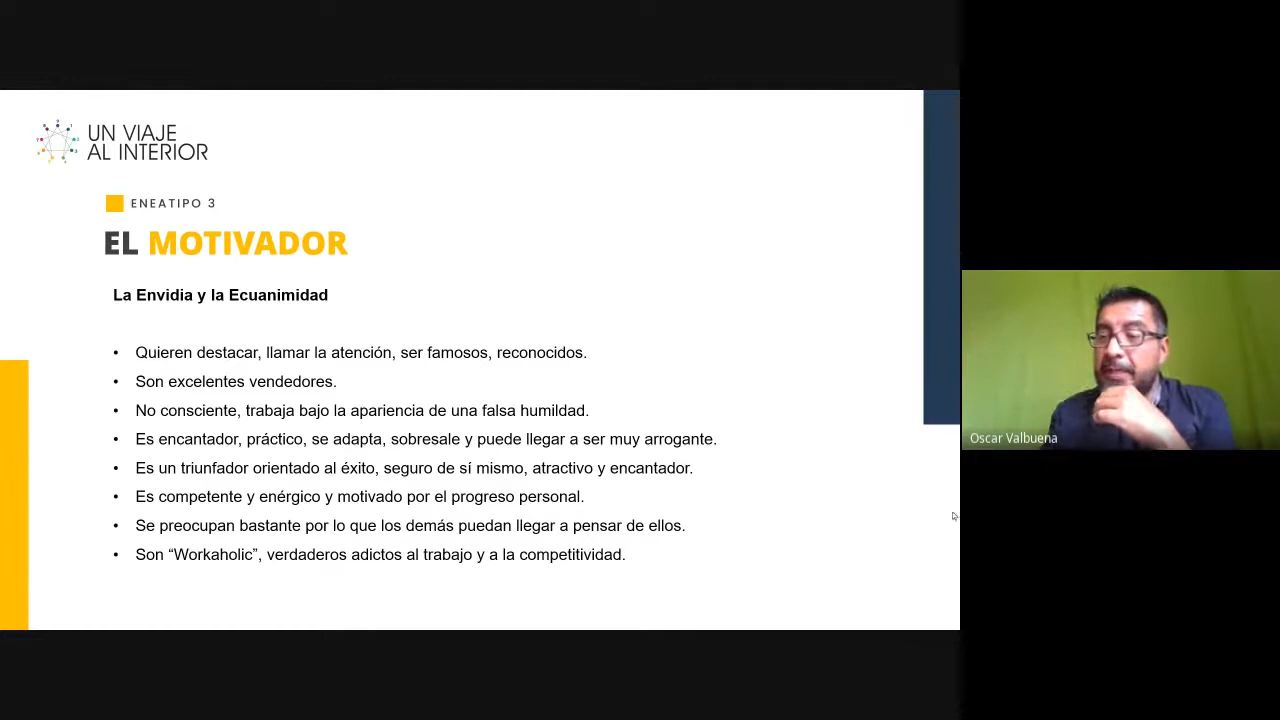 UN VIAJE
AL INTERIOR
ENEATIPO 3
EL MOTIVADOR
La Envidia y la Ecuanimidad
• Quieren destacar, llamar la atención, ser famosos, reconocidos.
• Son excelentes vendedores.
• No consciente, trabaja bajo la apariencia de una falsa humildad.
• Es encantador, práctico, se adapta, sobresale y puede llegar a ser muy arrogante.
• Es un triunfador orientado al éxito, seguro de sí mismo, atractivo y encantador.
• Es competente y enérgico y motivado por el progreso personal.
• Se preocupan bastante por lo que los demás puedan llegar a pensar de ellos.
• Son “Workaholic”, verdaderos adictos al trabajo y a la competitividad.
Oscar Valbuena